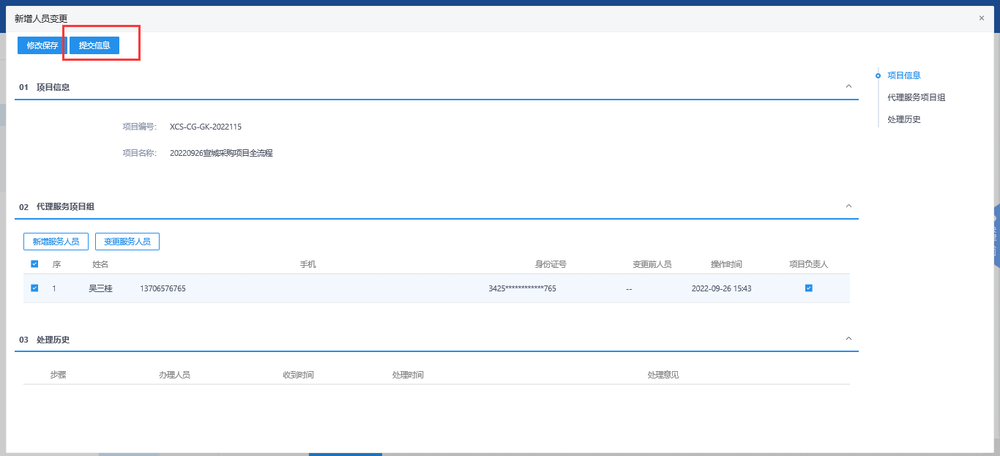 新增人员变更
×
修改保存 提交信息
01 项目信息
项目编号: XCS-CG-GK-2022115
项目名称: 20220926宣城采购项目全流程
项目信息
代理服务项目组
处理历史
02 代理服务项目组
新增服务人员 变更服务人员
序 姓名 手机 身份证号 变更前人员 操作时间 项目负责人
1 吴三桂 13706576765 3425************765 -- 2022-09-26 15:43
03 处理历史
步骤 办理人员 收到时间 处理时间 处理意见